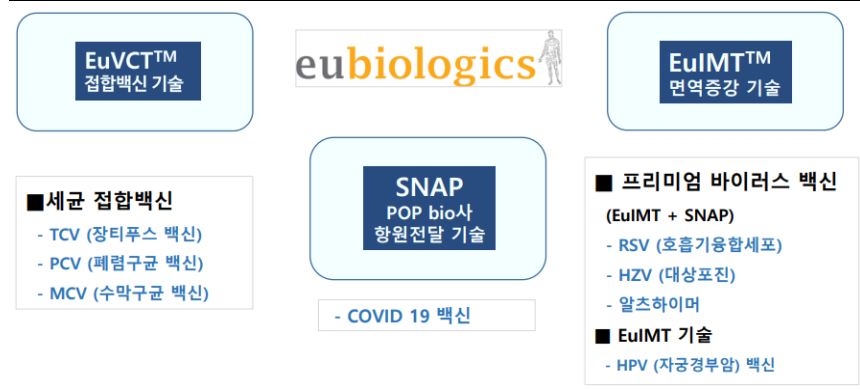 EuVCT™
접합백신 기술
eubiologics
EuIMT™
면역증강 기술
SNAP
POP bio사
항원전달 기술
■세균 접합백신
- TCV (장티푸스 백신)
- PCV (폐렴구균 백신)
- MCV (수막구균 백신)
- COVID 19 백신
■ 프리미엄 바이러스 백신
(EuIMT + SNAP)
- RSV (호흡기융합세포)
- HZV (대상포진)
- 알츠하이머
■ EuIMT 기술
- HPV (자궁경부암) 백신